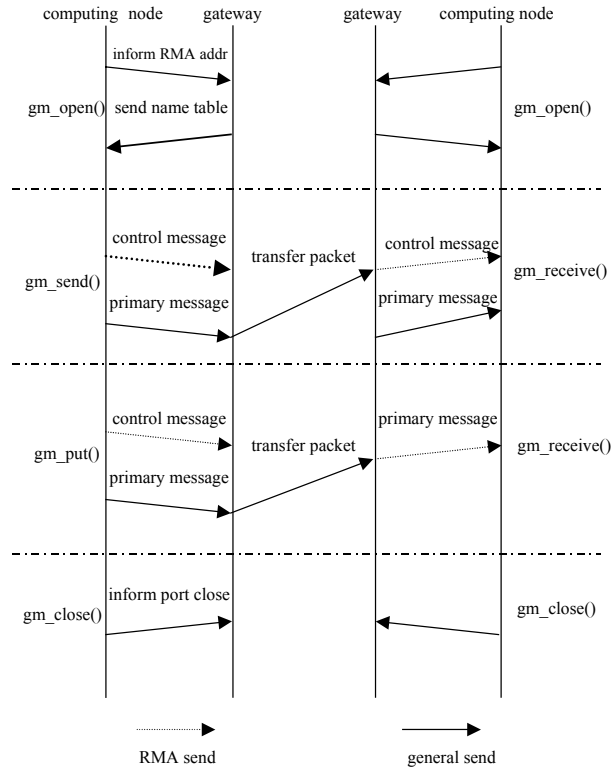 computing node gateway gateway computing node
inform RMA addr
gm_open() send name table gm_open()
control message transfer packet control message
gm_send() gm_receive()
primary message primary message
control message transfer packet primary message
gm_put() gm_receive()
primary message
inform port close
gm_close() gm_close()
RMA send general send